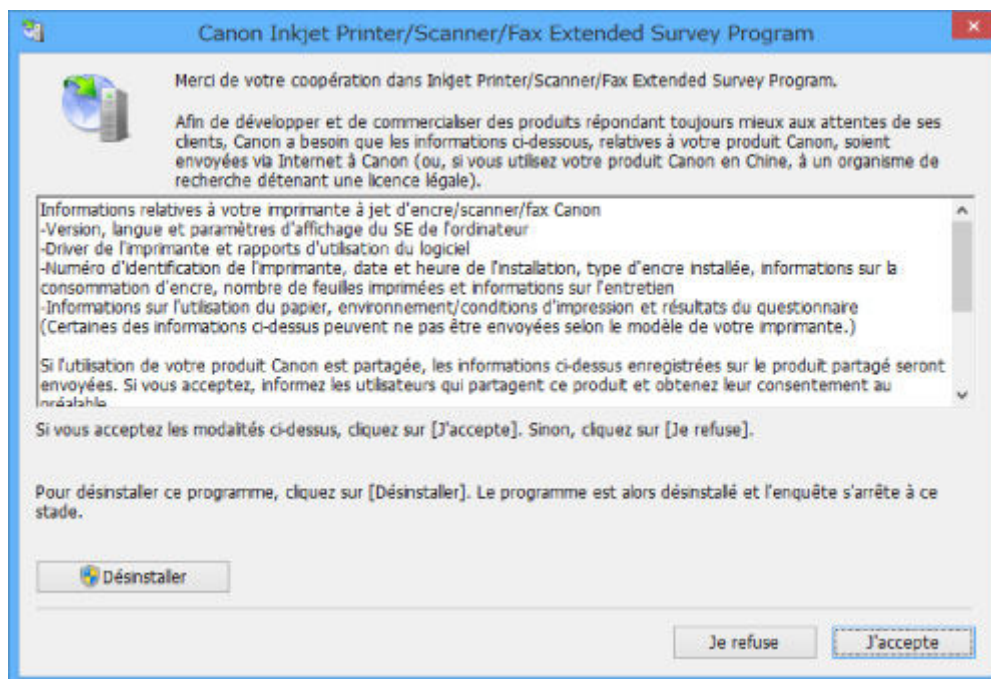 Canon Inkjet Printer/Scanner/Fax Extended Survey Program
Merci de votre coopération dans Inkjet Printer/Scanner/Fax Extended Survey Program.
Afin de développer et de commercialiser des produits répondant toujours mieux aux attentes de ses
clients, Canon a besoin que les informations ci-dessous, relatives à votre produit Canon, soient
envoyées via Internet à Canon (ou, si vous utilisez votre produit Canon en Chine, à un organisme de
recherche détenant une licence légale).
Informations relatives à votre imprimante à jet d'encre/scanner/fax Canon
-Version, langue et paramètres d'affichage du SE de l'ordinateur
-Driver de l'imprimante et rapports d'utilisation du logiciel
-Numéro d'identification de l'imprimante, date et heure de l'installation, type d'encre installée, informations sur la
consommation d'encre, nombre de feuilles imprimées et informations sur l'entretien
-Informations sur l'utilisation du papier, environnement/conditions d'impression et résultats du questionnaire
(Certaines des informations ci-dessus peuvent ne pas être envoyées selon le modèle de votre imprimante.)
Si l'utilisation de votre produit Canon est partagée, les informations ci-dessus enregistrées sur le produit partagé seront
envoyées. Si vous acceptez, informez les utilisateurs qui partagent ce produit et obtenez leur consentement au
préalable
Si vous acceptez les modalités ci-dessus, cliquez sur [J'accepte]. Sinon, cliquez sur [Je refuse].
Pour désinstaller ce programme, cliquez sur [Désinstaller]. Le programme est alors désinstallé et l'enquête s'arrête à ce
stade.
Désinstaller
Je refuse
J'accepte